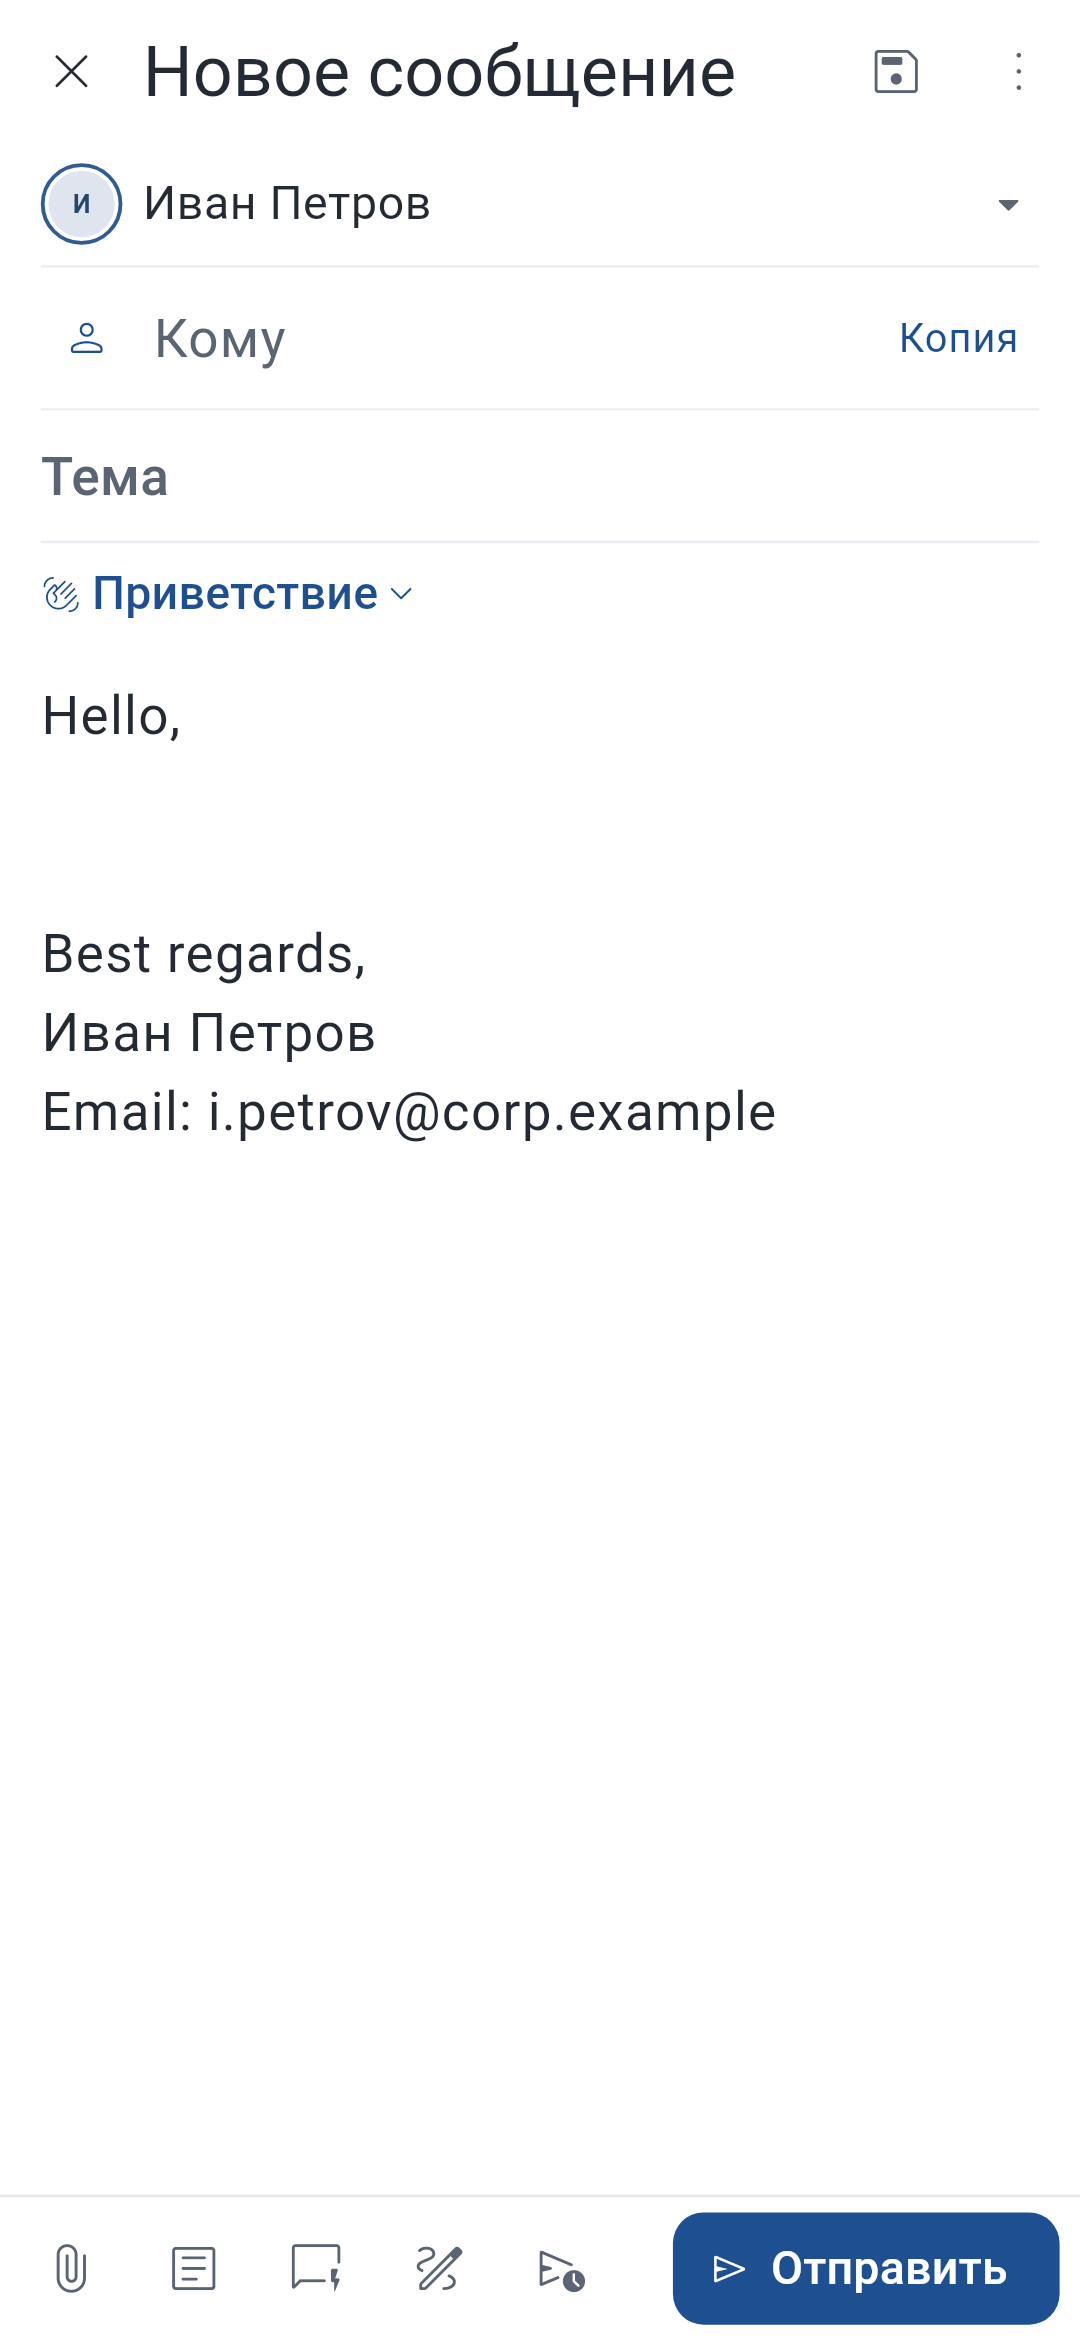 Новое сообщение
И
Иван Петров
Кому
Копия
Тема
Приветствие
Hello,
Best regards,
Иван Петров
Email: i.petrov@corp.example
Отправить